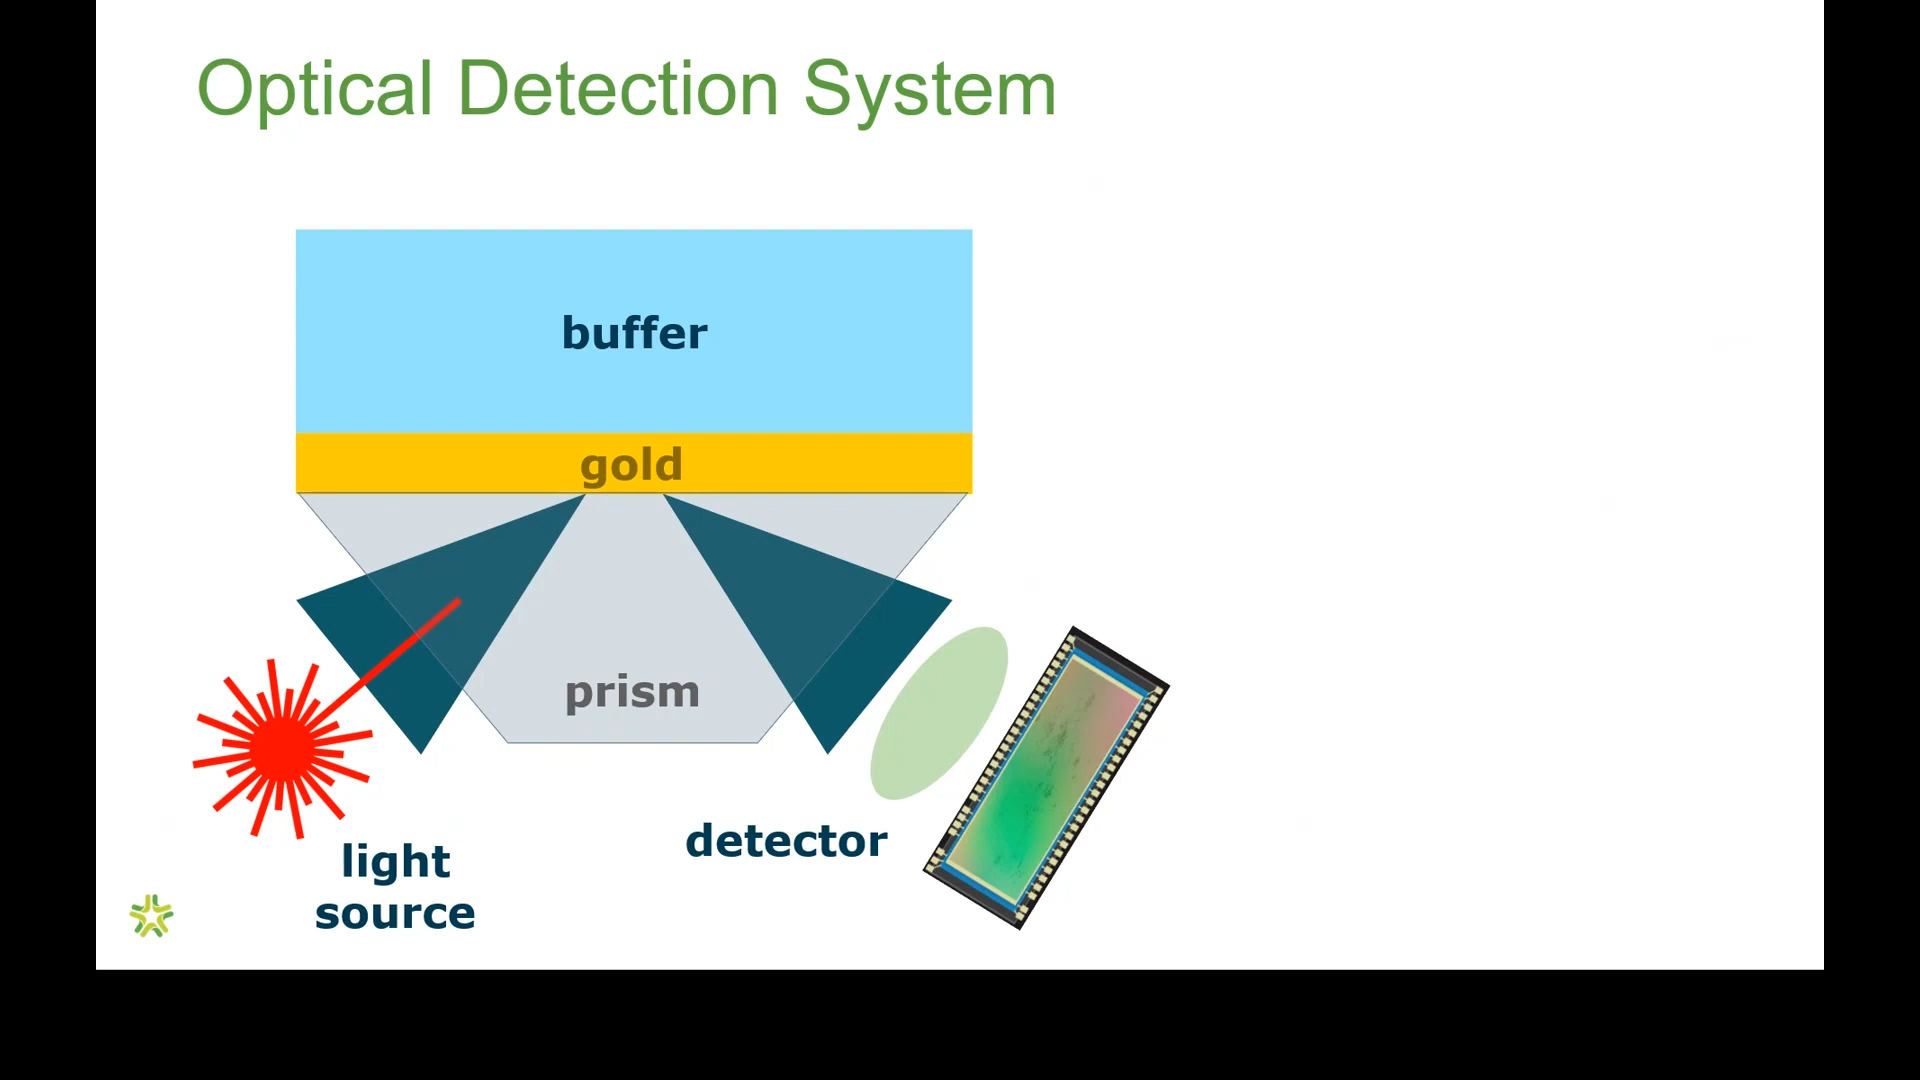 Optical Detection System
buffer
gold
prism
detector
light
source